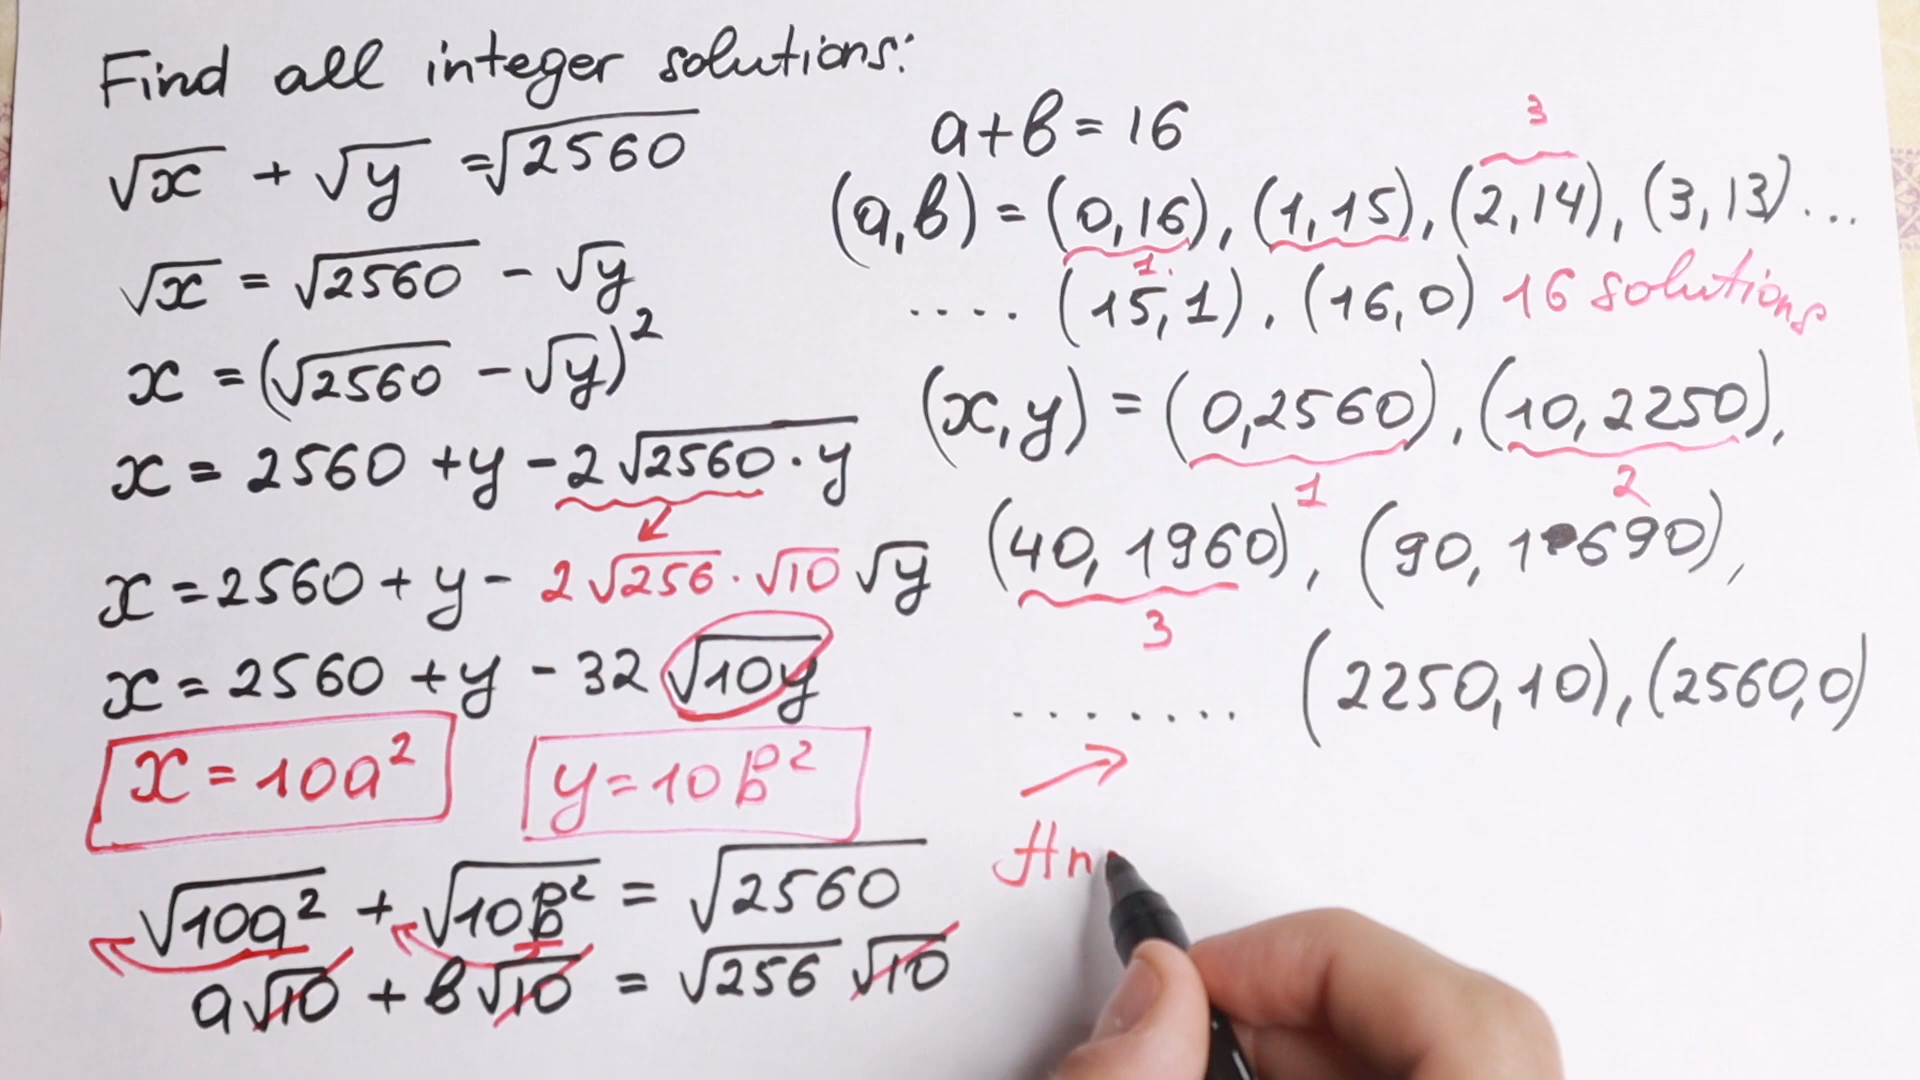 Find all integer solutions:
√x + √y = √2560
√x = √2560 - √y
x = (√2560 - √y)²
x = 2560 + y - 2√2560 · y
x = 2560 + y - 2√256 · √10 √y
x = 2560 + y - 32 √10y
x = 10a² y = 10b²
√10a² + √10b² = √2560
a√10 + b√10 = √256 √10
a + b = 16
3
(a, b) = (0, 16), (1, 15), (2, 14), (3, 13) ...
1.
.... (15, 1), (16, 0) 16 solutions
(x, y) = (0, 2560), (10, 2250),
1 2
(40, 1960), (90, 1690),
3
....... (2250, 10), (2560, 0)
An